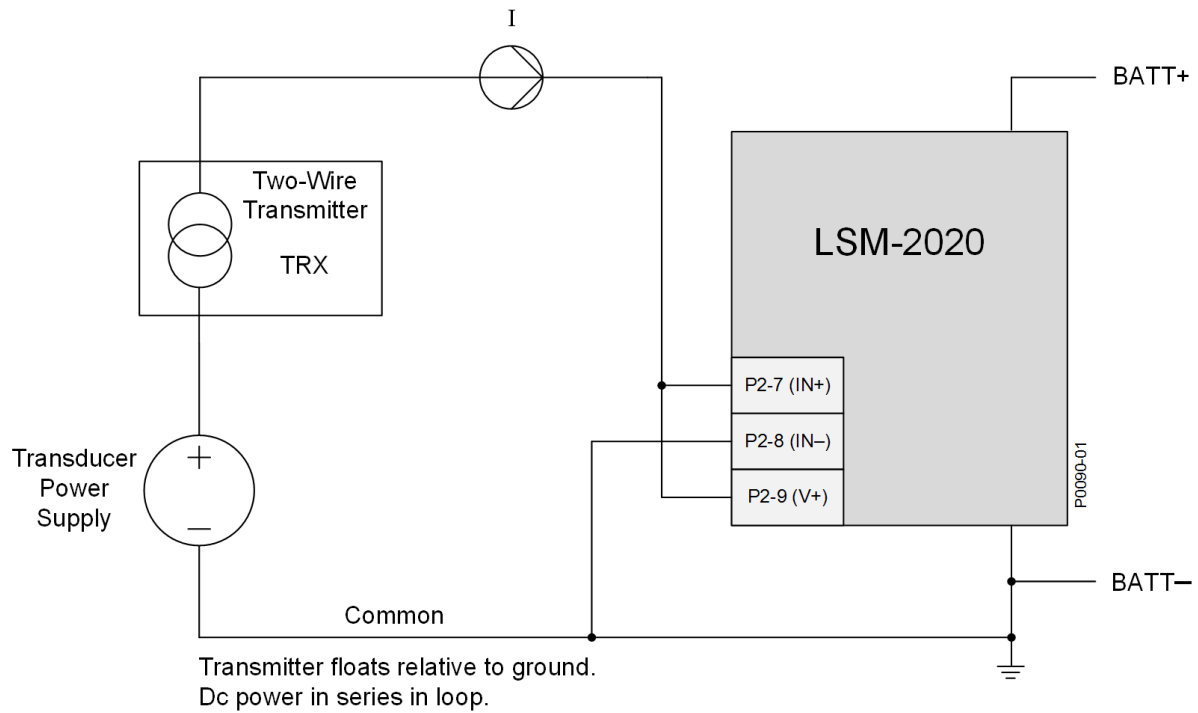 I
BATT+
Two-Wire
Transmitter
TRX
LSM-2020
P2-7 (IN+)
P2-8 (IN–)
P2-9 (V+)
P0090-01
Transducer
Power
Supply
+
–
BATT–
Common
Transmitter floats relative to ground.
Dc power in series in loop.